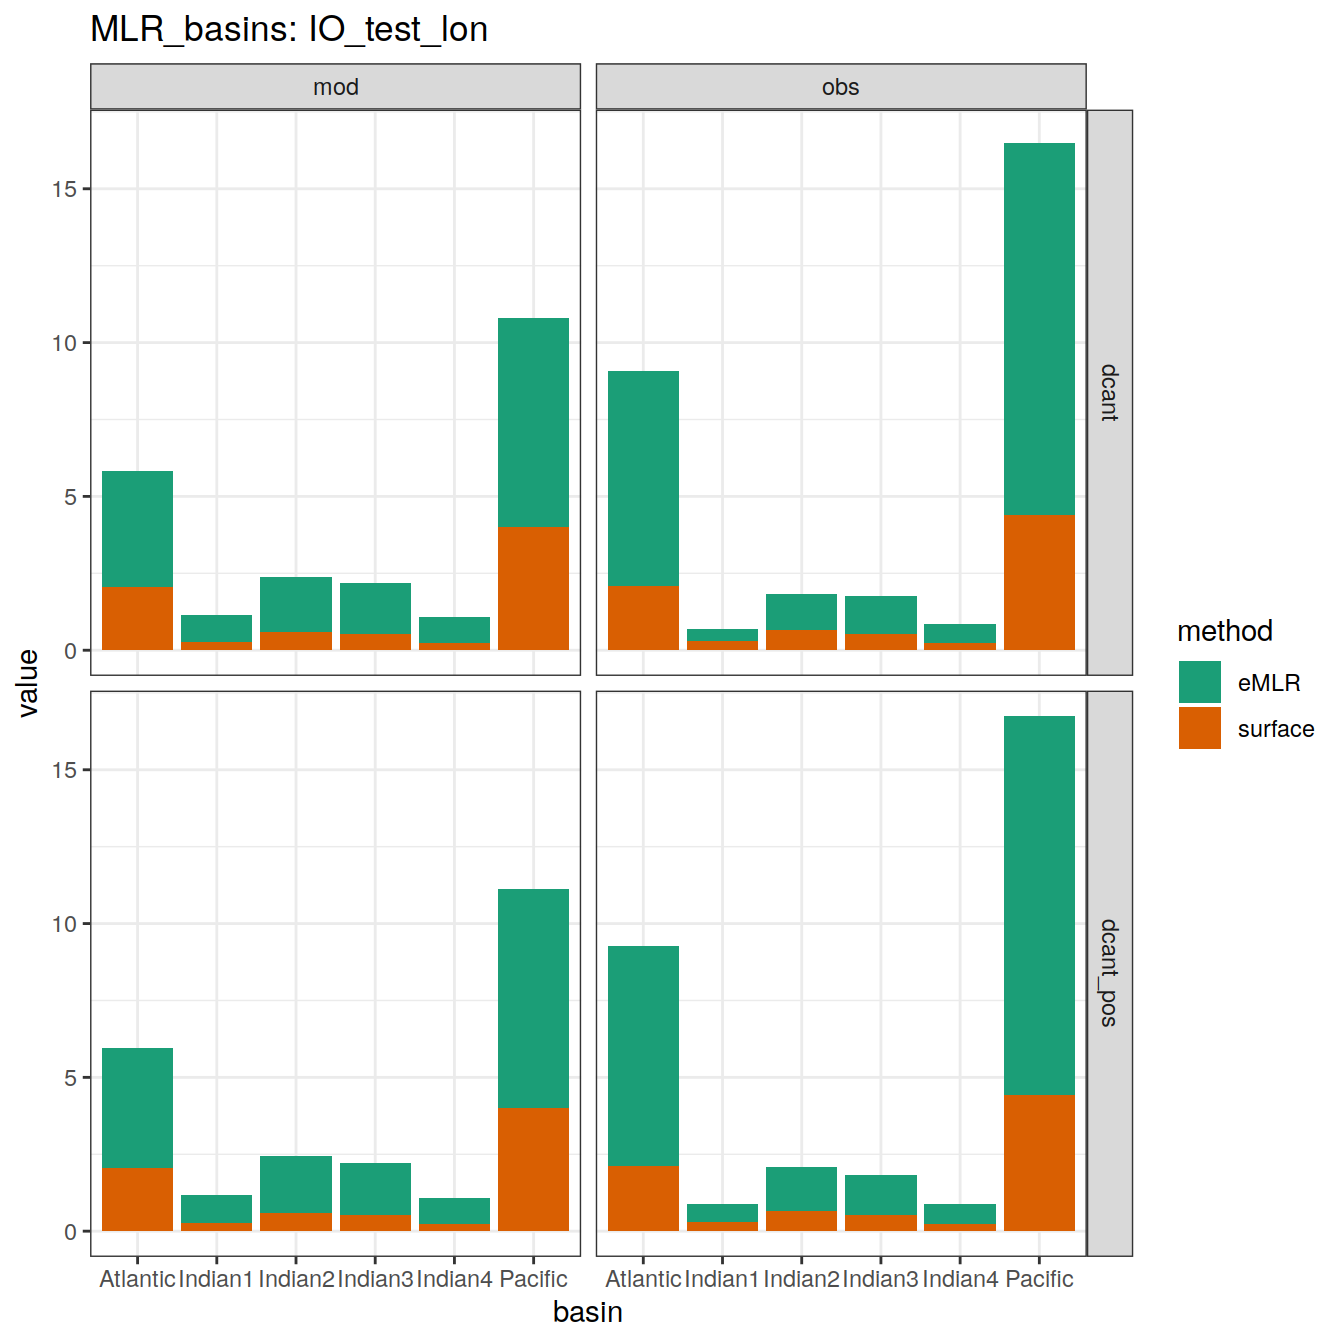 MLR_basins: IO_test_lon
mod
obs
15
10
5
0
dcant
15
10
5
0
dcant_pos
value
Atlantic Indian1 Indian2 Indian3 Indian4 Pacific
Atlantic Indian1 Indian2 Indian3 Indian4 Pacific
basin
method
eMLR
surface